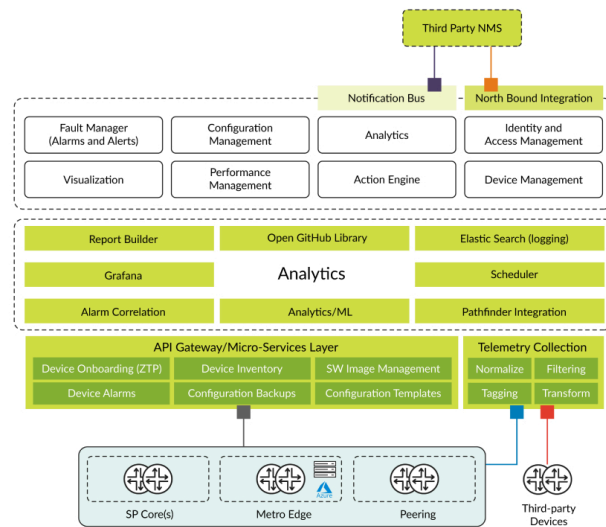 Third Party NMS
Notification Bus
North Bound Integration
Fault Manager
(Alarms and Alerts)
Configuration
Management
Analytics
Identity and
Access Management
Visualization
Performance
Management
Action Engine
Device Management
Report Builder
Open GitHub Library
Elastic Search (logging)
Grafana
Analytics
Scheduler
Alarm Correlation
Analytics/ML
Pathfinder Integration
API Gateway/Micro-Services Layer
Device Onboarding (ZTP)
Device Inventory
SW Image Management
Device Alarms
Configuration Backups
Configuration Templates
Telemetry Collection
Normalize
Filtering
Tagging
Transform
SP Core(s)
Metro Edge
Azure
Peering
Third-party
Devices